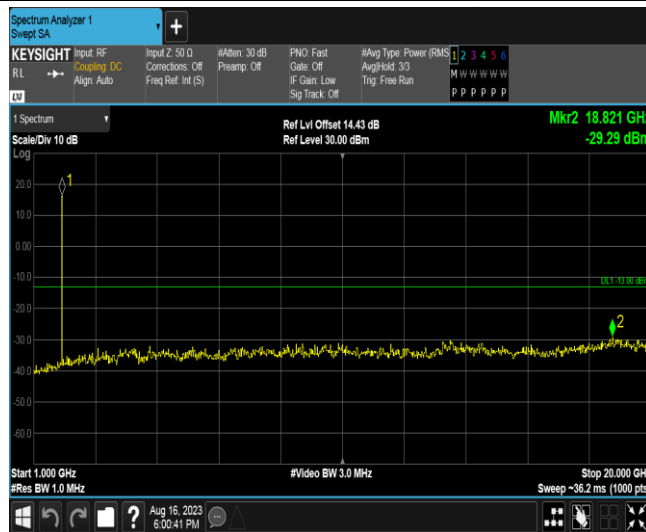 Spectrum Analyzer 1
Swept SA
+
KEYSIGHT
RL
LXI
Input: RF
Coupling: DC
Align: Auto
Input Z: 50 Ω
Corrections: Off
Freq Ref: Int (S)
#Atten: 30 dB
Preamp: Off
PNO: Fast
Gate: Off
IF Gain: Low
Sig Track: Off
#Avg Type: Power (RMS
Avg|Hold: 3/3
Trig: Free Run
1 2 3 4 5 6
M W W W W W
P P P P P P
1 Spectrum
Scale/Div 10 dB
Log
Ref Lvl Offset 14.43 dB
Ref Level 30.00 dBm
Mkr2 18.821 GHz
-29.29 dBm
1
20.0
10.0
0.00
-10.0
DL1 -13.00 dBm
-20.0
2
-30.0
-40.0
-50.0
-60.0
Start 1.000 GHz
#Res BW 1.0 MHz
#Video BW 3.0 MHz
Stop 20.000 GHz
Sweep ~36.2 ms (1000 pts)
?
Aug 16, 2023
6:00:41 PM